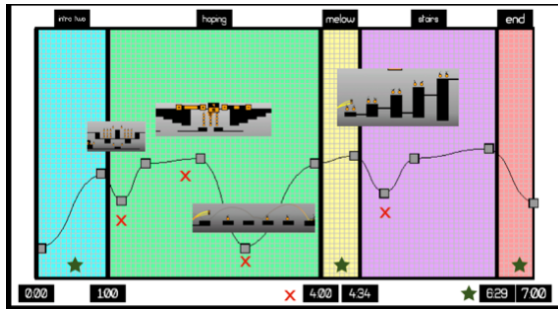 intro two
hoping
melow
stairs
end
0:00
1:00
4:00
4:34
6:29
7:00